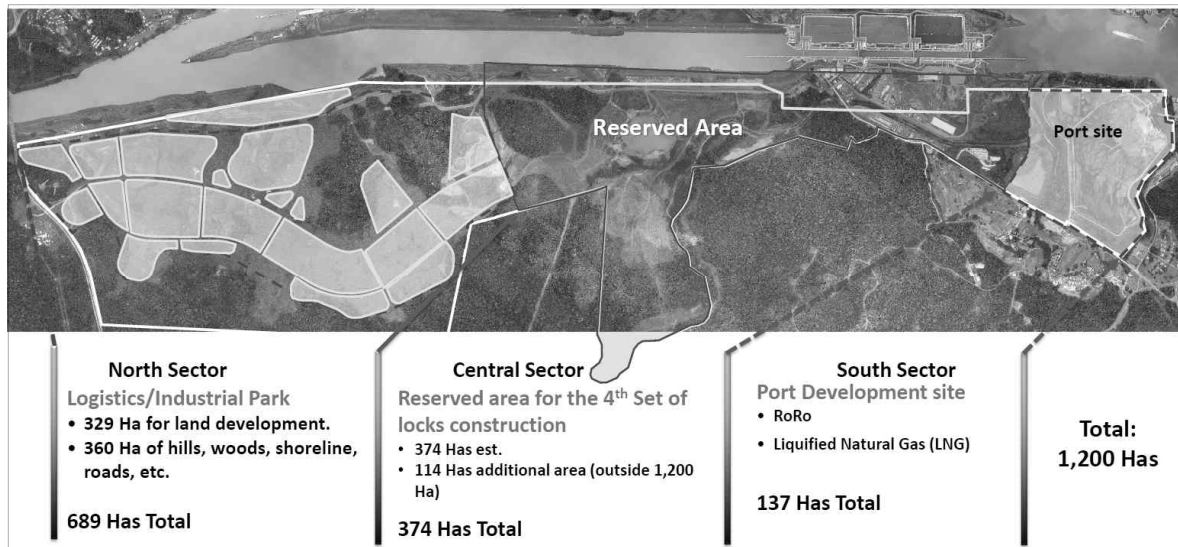 Reserved Area
Port site
North Sector
Logistics/Industrial Park
• 329 Ha for land development.
• 360 Ha of hills, woods, shoreline,
roads, etc.
689 Has Total
Central Sector
Reserved area for the 4th Set of
locks construction
• 374 Has est.
• 114 Has additional area (outside 1,200
Ha)
374 Has Total
South Sector
Port Development site
• RoRo
• Liquified Natural Gas (LNG)
137 Has Total
Total:
1,200 Has